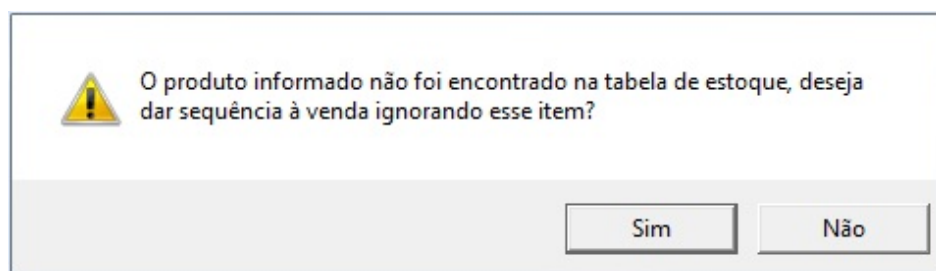 O produto informado não foi encontrado na tabela de estoque, deseja
dar sequência à venda ignorando esse item?
Sim
Não